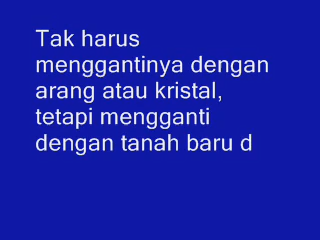 Tak harus
menggantinya dengan
arang atau kristal,
tetapi mengganti
dengan tanah baru d